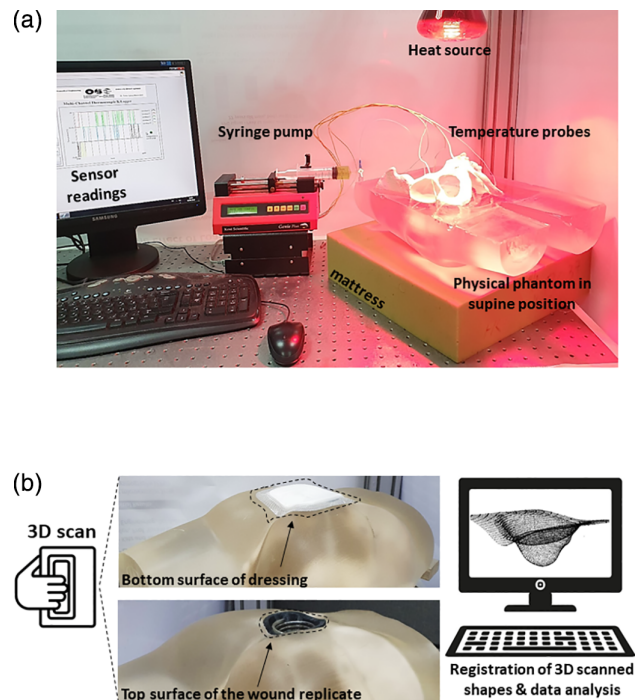 (a)
Heat source
Syringe pump
Temperature probes
Sensor
readings
SAMSUNG
mattress
Physical phantom in
supine position
(b)
3D scan
Bottom surface of dressing
Top surface of the wound replicate
Registration of 3D scanned
shapes & data analysis